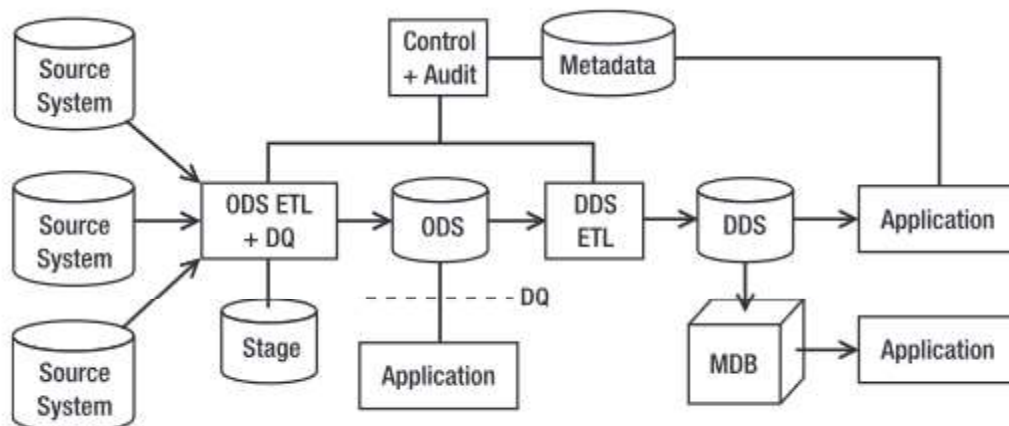 Control
+ Audit
Metadata
Source
System
Source
System
Source
System
ODS ETL
+ DQ
ODS
DDS
ETL
DDS
Application
DQ
Stage
Application
MDB
Application